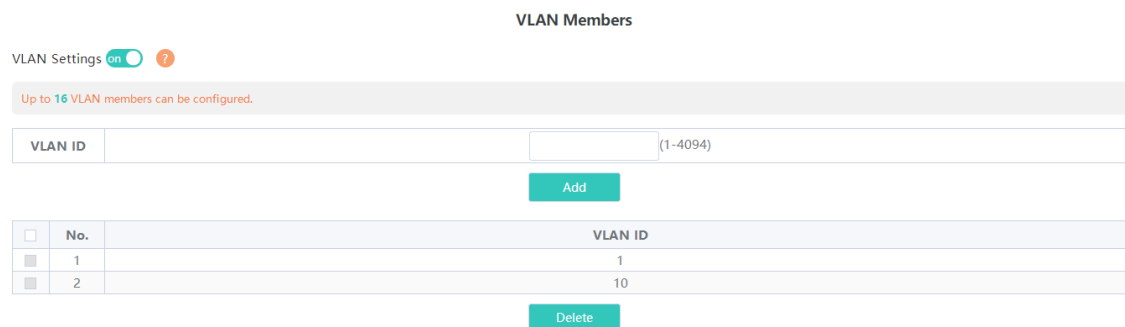 VLAN Members
VLAN Settings on ?
Up to 16 VLAN members can be configured.
VLAN ID (1-4094)
Add
No. VLAN ID
1 1
2 10
Delete